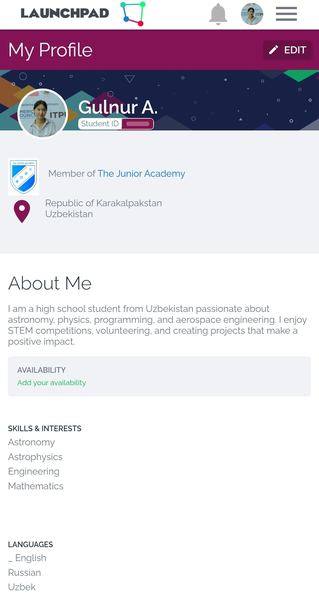 LAUNCHPAD
My Profile
EDIT
Gulnur A.
Student ID
Member of The Junior Academy
Republic of Karakalpakstan
Uzbekistan
About Me
I am a high school student from Uzbekistan passionate about
astronomy, physics, programming, and aerospace engineering. I enjoy
STEM competitions, volunteering, and creating projects that make a
positive impact.
AVAILABILITY
Add your availability
SKILLS & INTERESTS
Astronomy
Astrophysics
Engineering
Mathematics
LANGUAGES
_ English
Russian
Uzbek